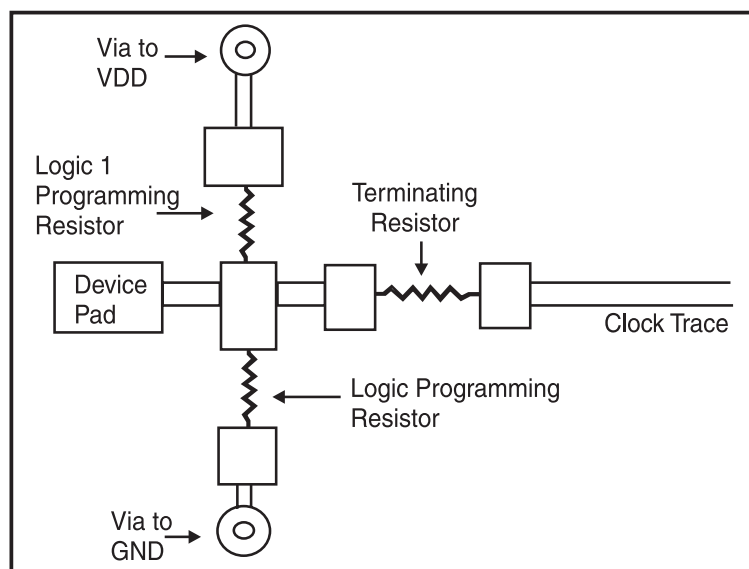 Via to
VDD
Logic 1
Programming
Resistor
Terminating
Resistor
Device
Pad
Clock Trace
Logic Programming
Resistor
Via to
GND